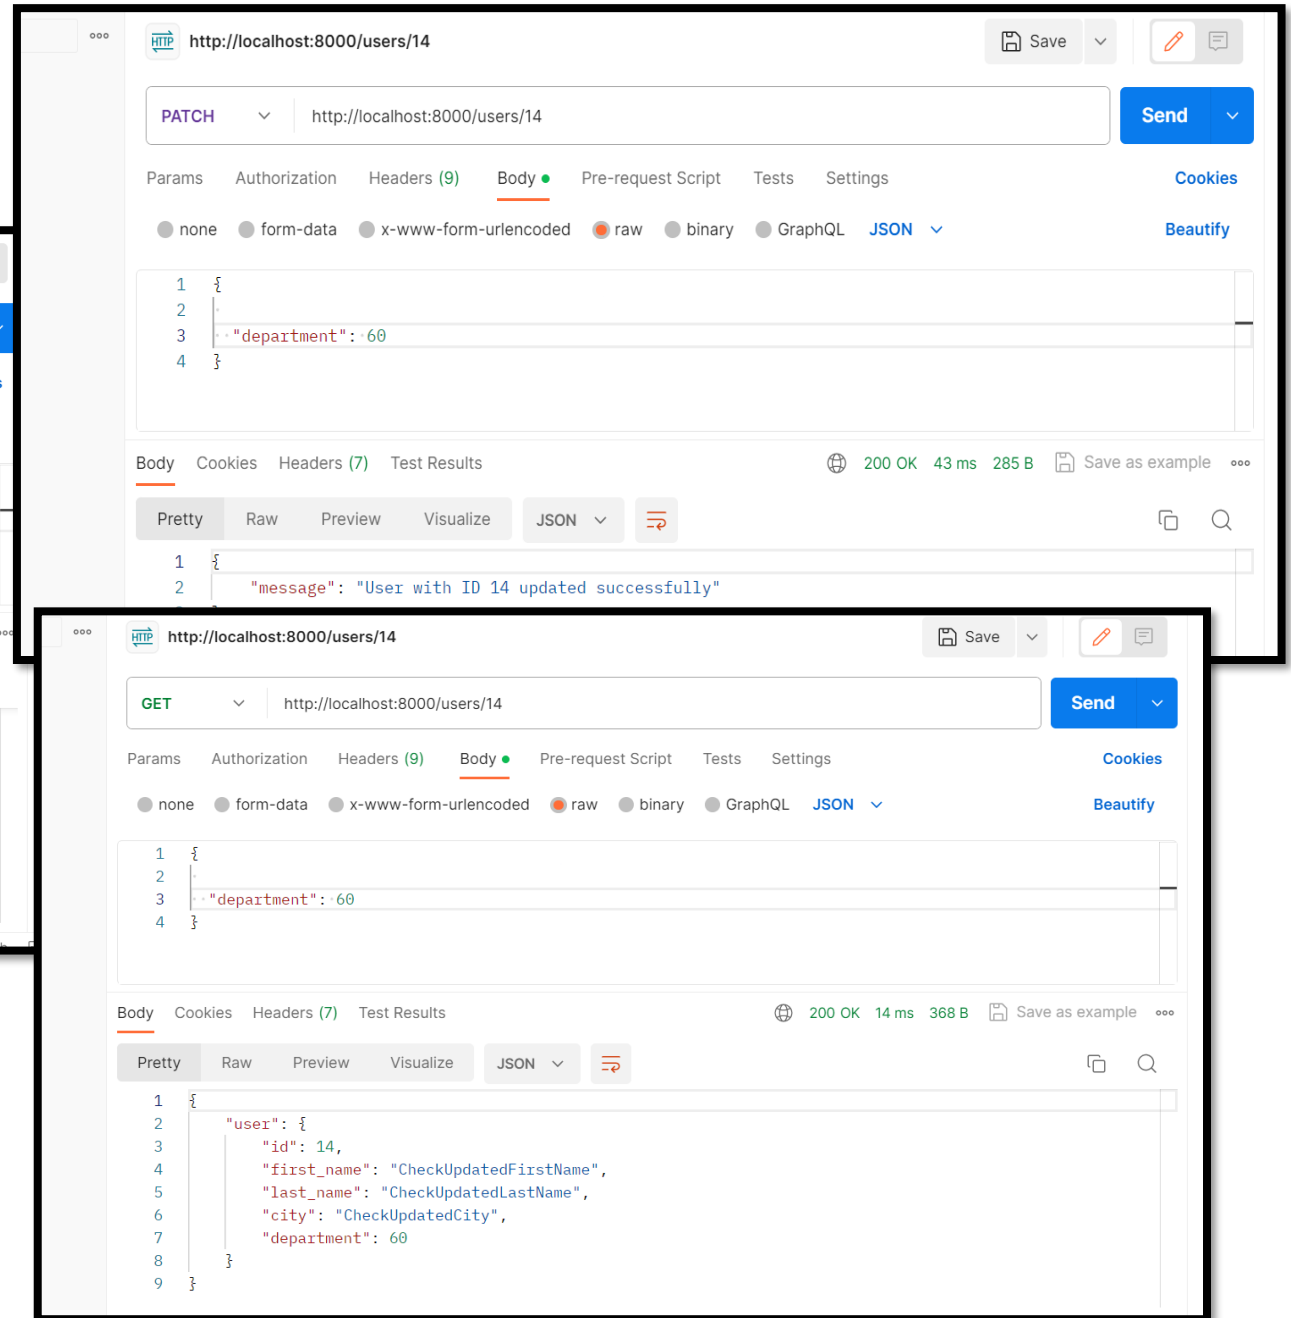 HTTP http://localhost:8000/users/14 Save
PATCH http://localhost:8000/users/14 Send
Params Authorization Headers (9) Body Pre-request Script Tests Settings Cookies
none form-data x-www-form-urlencoded raw binary GraphQL JSON Beautify
1 {
2
3 "department": 60
4 }
Body Cookies Headers (7) Test Results 200 OK 43 ms 285 B Save as example
Pretty Raw Preview Visualize JSON
1 {
2 "message": "User with ID 14 updated successfully"
HTTP http://localhost:8000/users/14 Save
GET http://localhost:8000/users/14 Send
Params Authorization Headers (9) Body Pre-request Script Tests Settings Cookies
none form-data x-www-form-urlencoded raw binary GraphQL JSON Beautify
1 {
2
3 "department": 60
4 }
Body Cookies Headers (7) Test Results 200 OK 14 ms 368 B Save as example
Pretty Raw Preview Visualize JSON
1 {
2 "user": {
3 "id": 14,
4 "first_name": "CheckUpdatedFirstName",
5 "last_name": "CheckUpdatedLastName",
6 "city": "CheckUpdatedCity",
7 "department": 60
8 }
9 }